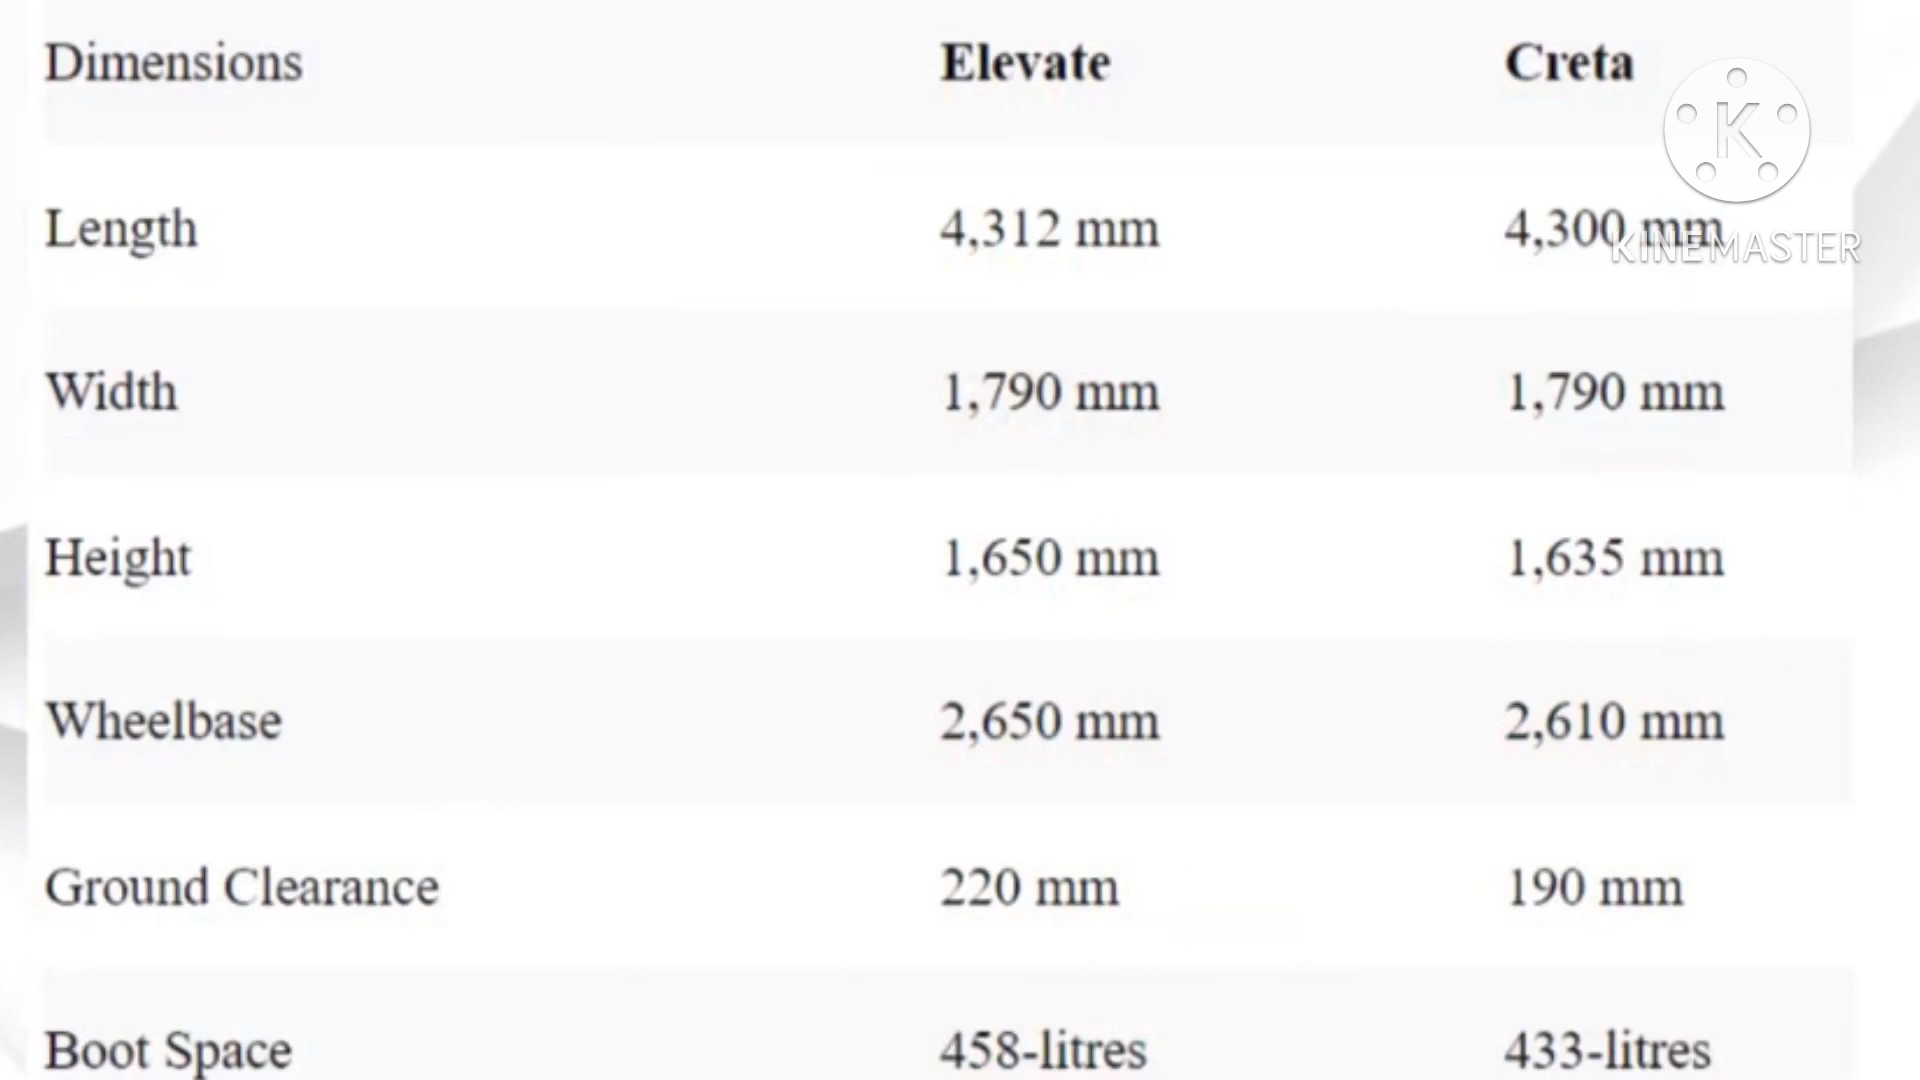 Dimensions Elevate Creta
K
Length 4,312 mm 4,300 mm
KINEMASTER
Width 1,790 mm 1,790 mm
Height 1,650 mm 1,635 mm
Wheelbase 2,650 mm 2,610 mm
Ground Clearance 220 mm 190 mm
Boot Space 458-litres 433-litres